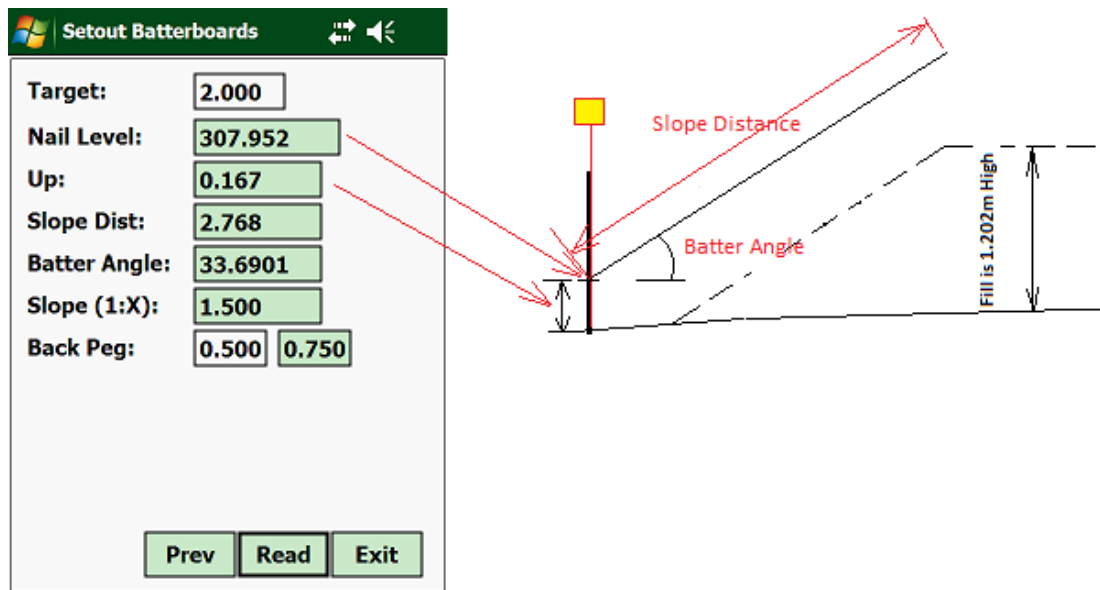 Setout Batterboards
Target: 2.000
Nail Level: 307.952
Up: 0.167
Slope Dist: 2.768
Batter Angle: 33.6901
Slope (1:X): 1.500
Back Peg: 0.500 0.750
Prev Read Exit
Slope Distance
Batter Angle
Fill is 1.202m High